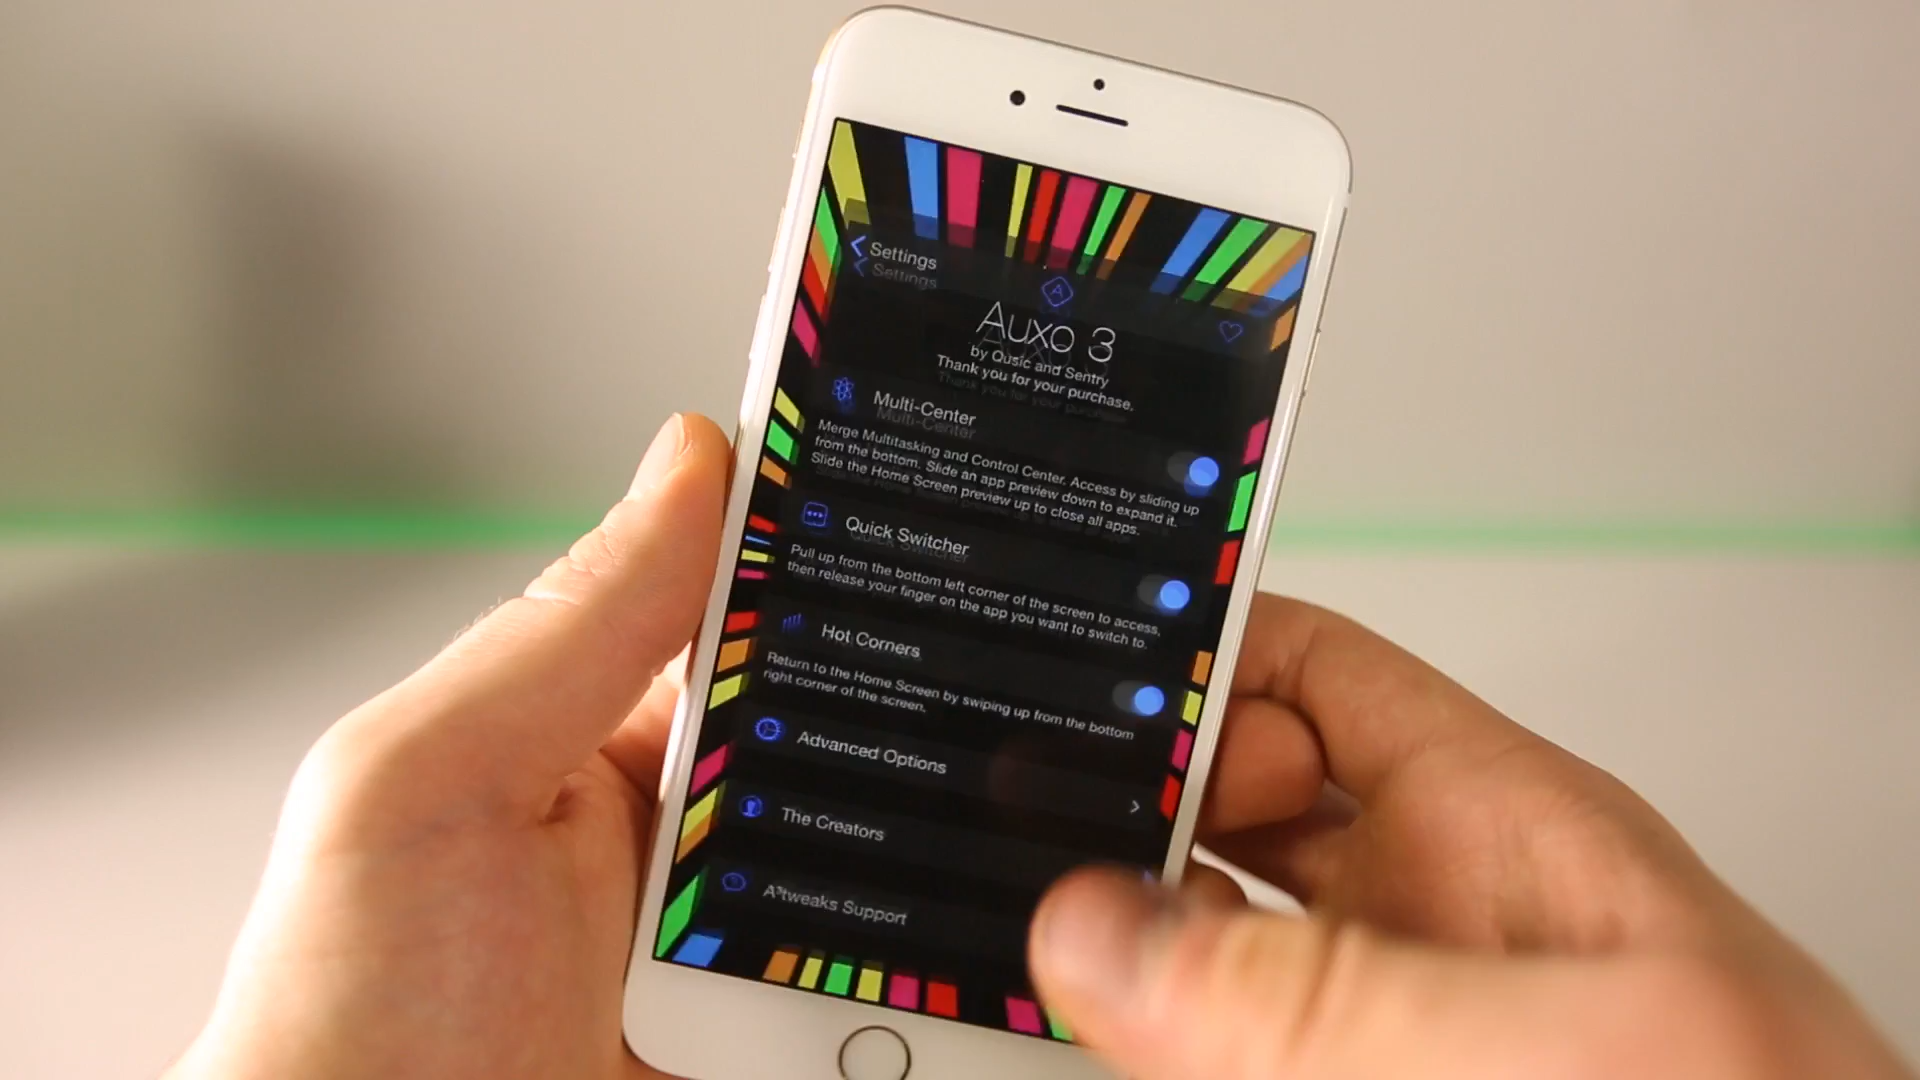 Settings
Auxo 3
by Qusic and Sentry
Thank you for your purchase.
Multi-Center
Merge Multitasking and Control Center. Access by sliding up
from the bottom. Slide an app preview down to expand it.
Slide the Home Screen preview up to close all apps.
Quick Switcher
Pull up from the bottom left corner of the screen to access,
then release your finger on the app you want to switch to.
Hot Corners
Return to the Home Screen by swiping up from the bottom
right corner of the screen.
Advanced Options
The Creators
A³tweaks Support